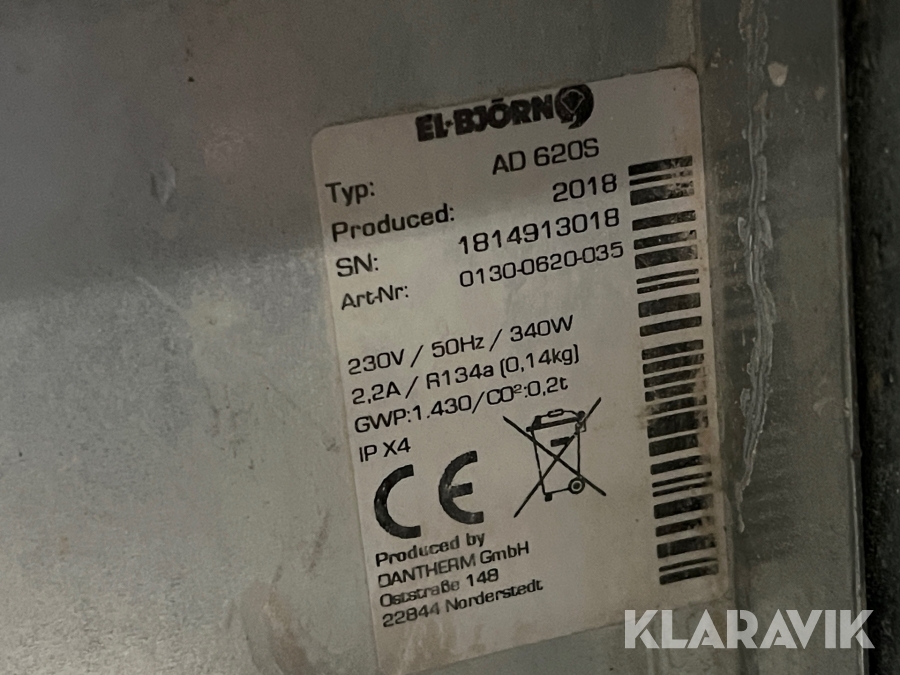 EL-BJÖRN
Typ: AD 620S
Produced: 2018
SN: 1814913018
Art-Nr: 0130-0620-035
230V / 50Hz / 340W
2,2A / R134a (0,14kg)
GWP:1.430/CO²:0,2t
IP X4
CE
Produced by
DANTHERM GmbH
Oststraße 148
22844 Norderstedt
KLARAVIK